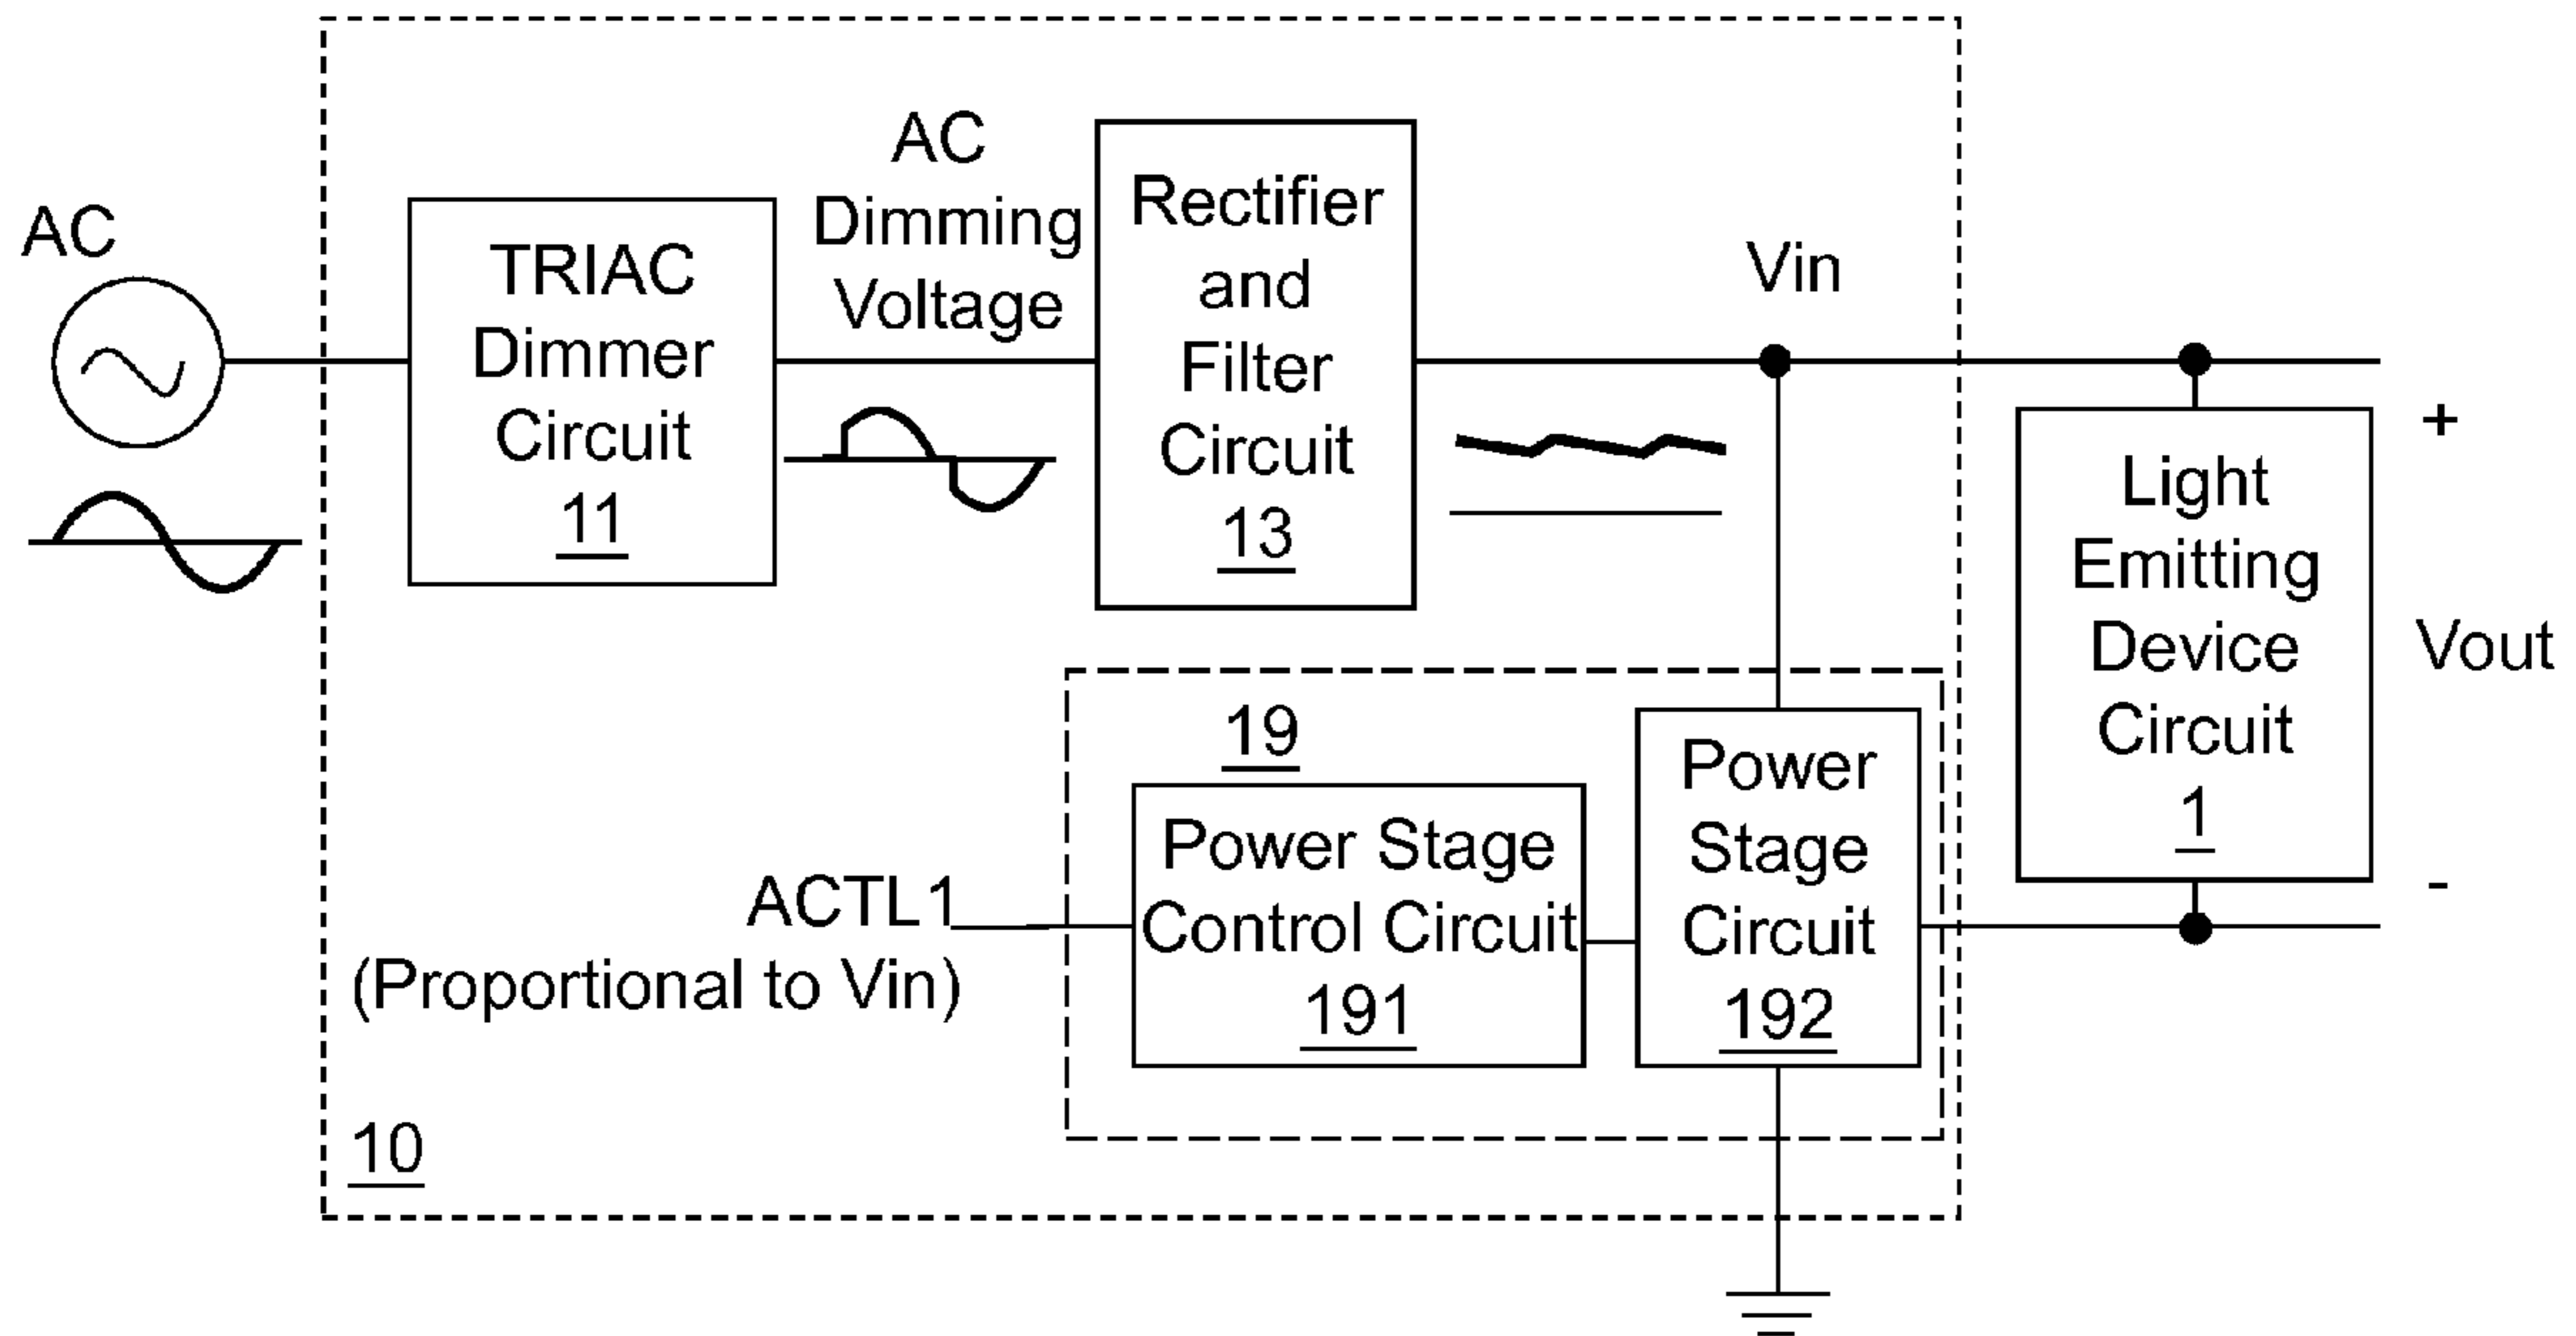 AC
TRIAC
Dimmer
Circuit
11
AC
Dimming
Voltage
Rectifier
and
Filter
Circuit
13
Vin
+
Light
Emitting
Device
Circuit
1
Vout
-
19
Power Stage
Control Circuit
191
Power
Stage
Circuit
192
ACTL1
(Proportional to Vin)
10